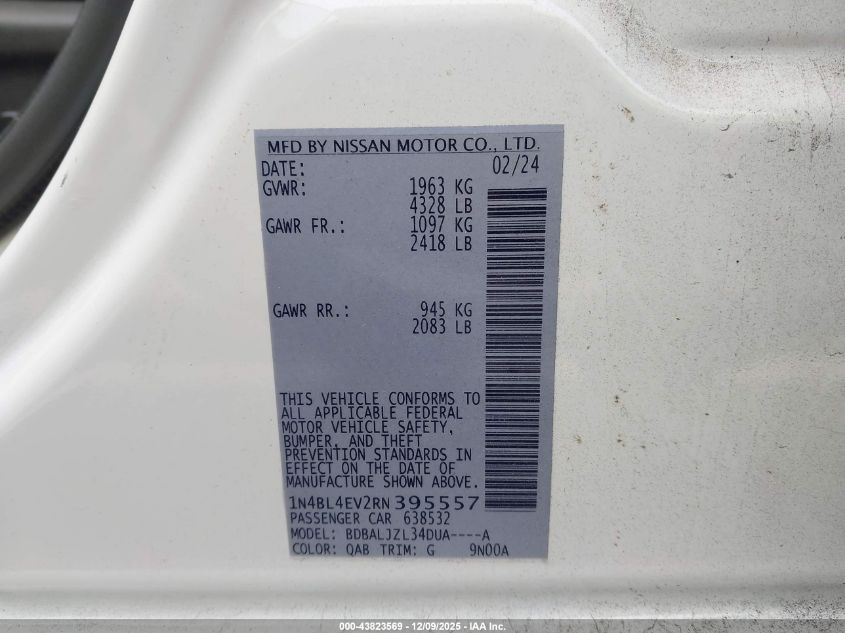 MFD BY NISSAN MOTOR CO., LTD.
DATE: 02/24
GVWR: 1963 KG
4328 LB
GAWR FR.: 1097 KG
2418 LB
GAWR RR.: 945 KG
2083 LB
THIS VEHICLE CONFORMS TO
ALL APPLICABLE FEDERAL
MOTOR VEHICLE SAFETY,
BUMPER, AND THEFT
PREVENTION STANDARDS IN
EFFECT ON THE DATE OF
MANUFACTURE SHOWN ABOVE.
1N4BL4EV2RN395557
PASSENGER CAR 638532
MODEL: BDBALJZL34DUA----A
COLOR: QAB TRIM: G 9N00A
000-43823569 - 12/09/2025 - IAA Inc.